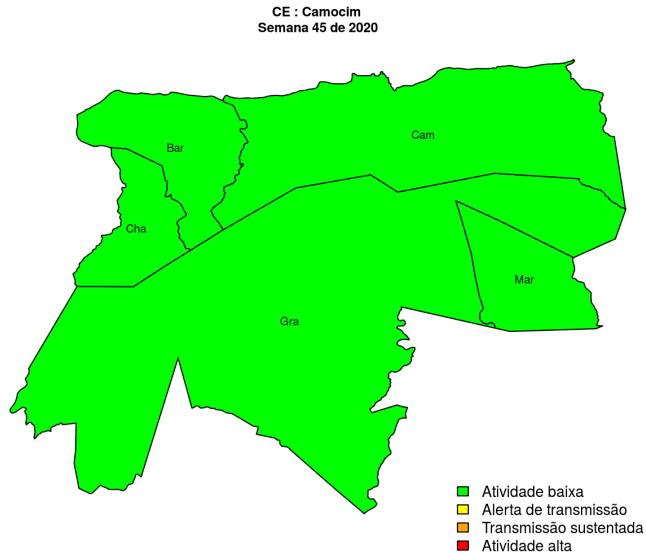 CE : Camocim
Semana 45 de 2020
Bar
Cam
Cha
Mar
Gra
Atividade baixa
Alerta de transmissão
Transmissão sustentada
Atividade alta